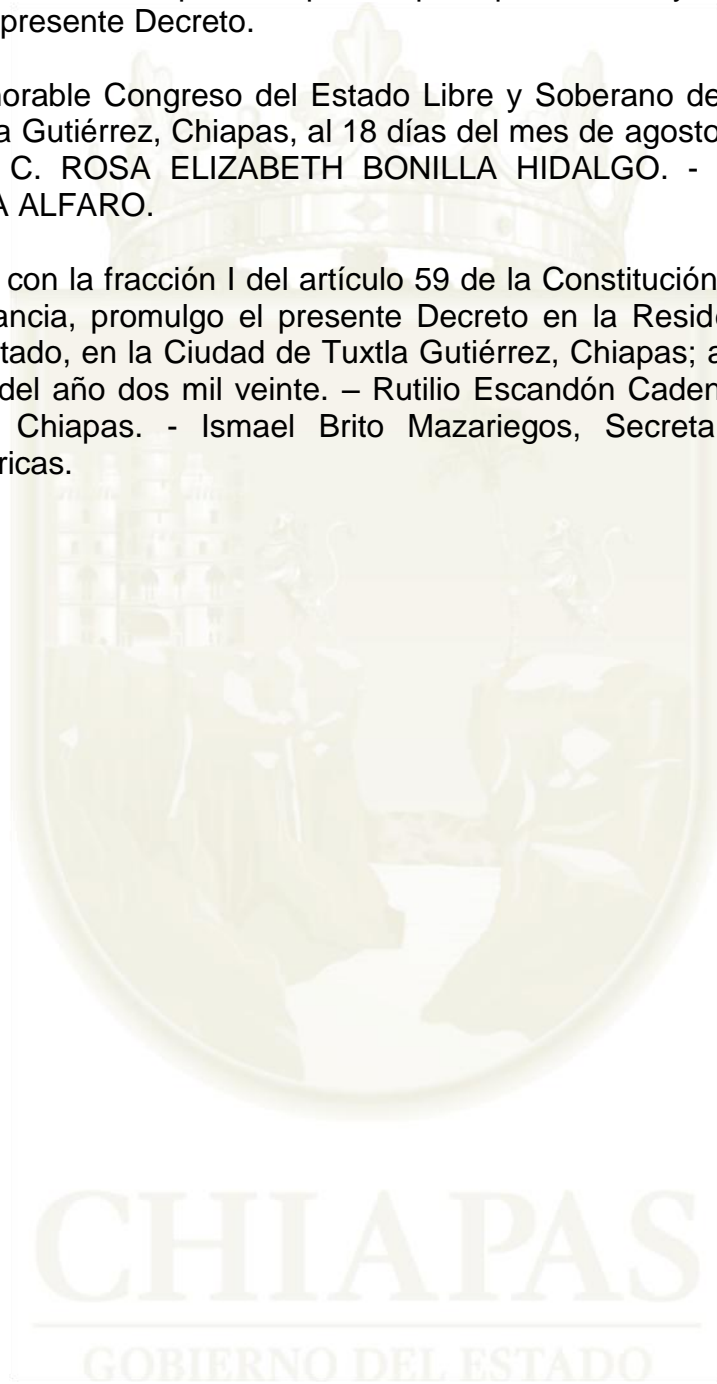 presente Decreto.
norable Congreso del Estado Libre y Soberano de
a Gutiérrez, Chiapas, al 18 días del mes de agosto
C. ROSA ELIZABETH BONILLA HIDALGO. -
A ALFARO.
con la fracción I del artículo 59 de la Constitución
ancia, promulgo el presente Decreto en la Resid
tado, en la Ciudad de Tuxtla Gutiérrez, Chiapas; a
del año dos mil veinte. – Rutilio Escandón Caden
Chiapas. - Ismael Brito Mazariegos, Secreta
ricas.
CHIAPAS
GOBIERNO DEL ESTADO